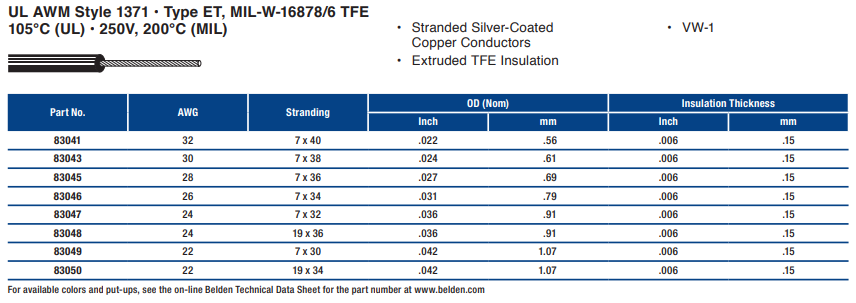 UL AWM Style 1371 • Type ET, MIL-W-16878/6 TFE
105°C (UL) • 250V, 200°C (MIL)
• Stranded Silver-Coated
Copper Conductors
• Extruded TFE Insulation
• VW-1
Part No. AWG Stranding OD (Nom) Insulation Thickness
Inch mm Inch mm
83041 32 7 x 40 .022 .56 .006 .15
83043 30 7 x 38 .024 .61 .006 .15
83045 28 7 x 36 .027 .69 .006 .15
83046 26 7 x 34 .031 .79 .006 .15
83047 24 7 x 32 .036 .91 .006 .15
83048 24 19 x 36 .036 .91 .006 .15
83049 22 7 x 30 .042 1.07 .006 .15
83050 22 19 x 34 .042 1.07 .006 .15
For available colors and put-ups, see the on-line Belden Technical Data Sheet for the part number at www.belden.com